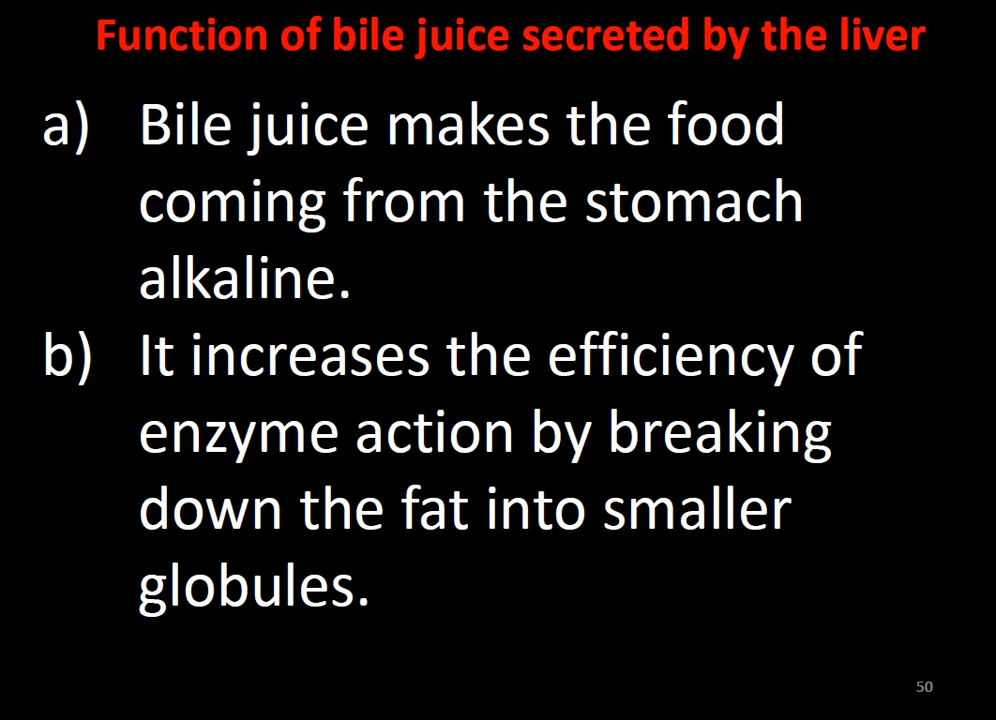 Function of bile juice secreted by the liver
a) Bile juice makes the food
coming from the stomach
alkaline.
b) It increases the efficiency of
enzyme action by breaking
down the fat into smaller
globules.
50